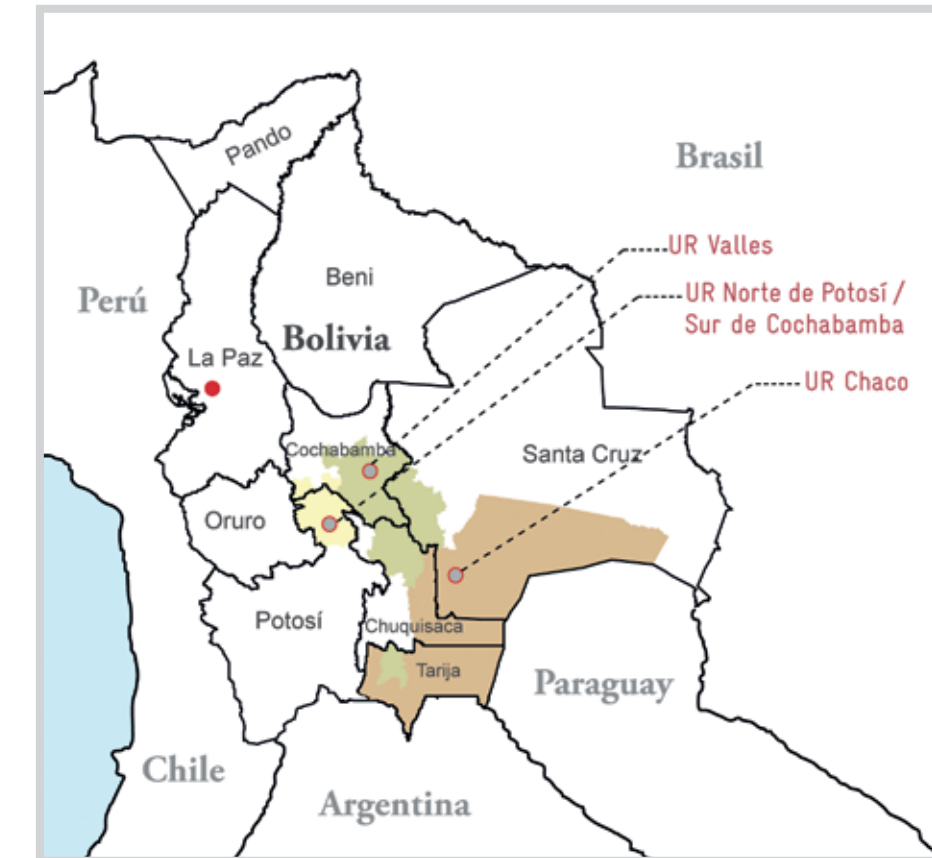 Pando
Brasil
UR Valles
Beni
UR Norte de Potosí /
Sur de Cochabamba
Perú
Bolivia
La Paz
UR Chaco
Cochabamba
Santa Cruz
Oruro
Potosí
Chuquisaca
Tarija
Paraguay
Chile
Argentina